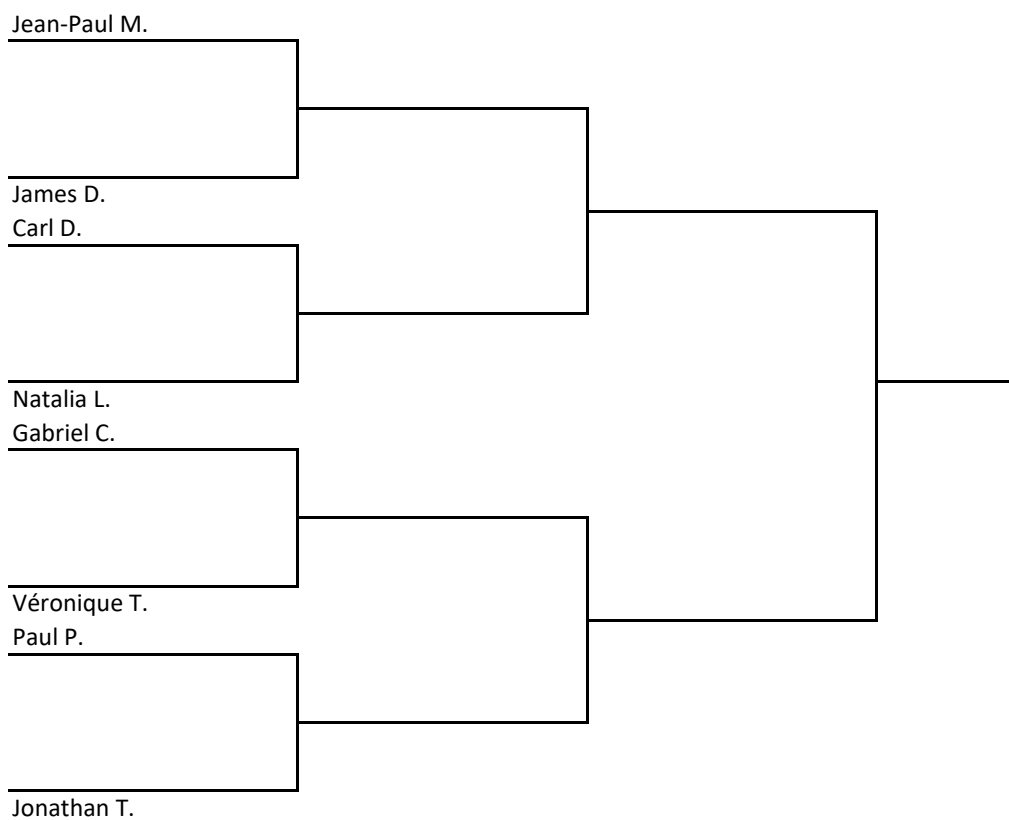 Jean-Paul M.
James D.
Carl D.
Natalia L.
Gabriel C.
Véronique T.
Paul P.
Jonathan T.